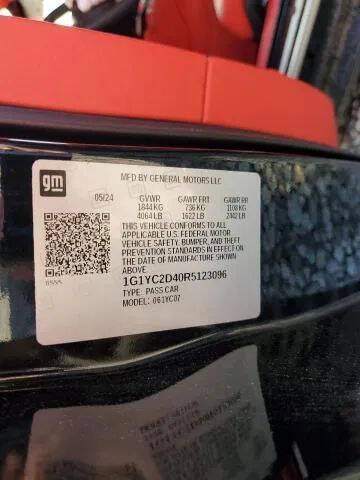 gm
MFD BY GENERAL MOTORS LLC
05/24 GVWR GAWR FRT GAWR RR
1844 KG 736 KG 1108 KG
4064 LB 1622 LB 2442 LB
THIS VEHICLE CONFORMS TO ALL
APPLICABLE U.S. FEDERAL MOTOR
VEHICLE SAFETY, BUMPER, AND THEFT
PREVENTION STANDARDS IN EFFECT ON
THE DATE OF MANUFACTURE SHOWN
ABOVE.
1G1YC2D40R5123096
TYPE: PASS CAR
MODEL: 061YC07